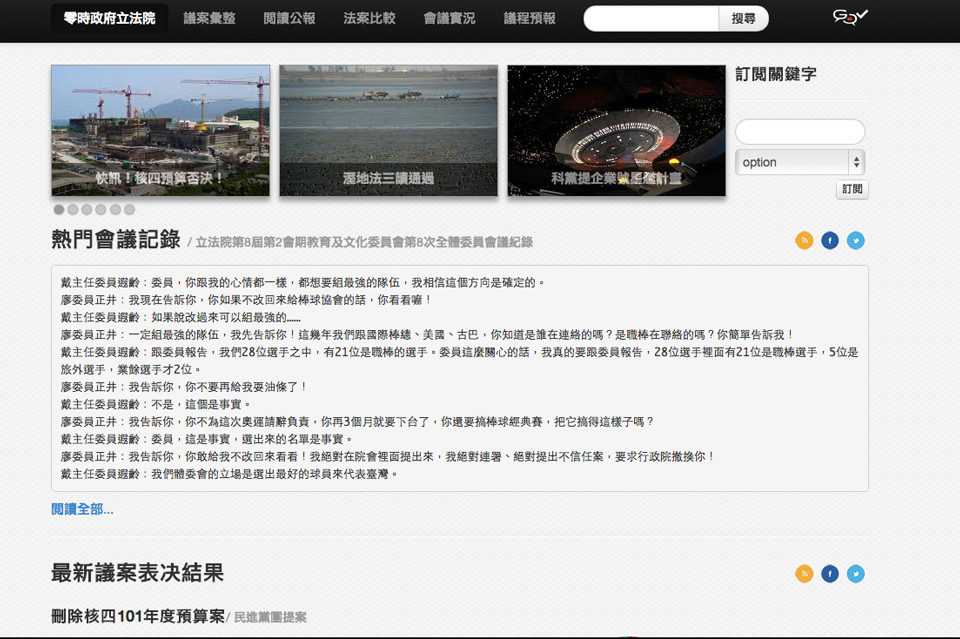 零時政府立法院 議案彙整 閱讀公報 法案比較 會議實況 議程預報 搜尋 G0V
快訊！核四預算否決！
溼地法三讀通過
科黨提企業號星艦計畫
訂閱關鍵字
option
訂閱
熱門會議記錄 / 立法院第8屆第2會期教育及文化委員會第8次全體委員會議紀錄
戴主任委員遐齡：委員，你跟我的心情都一樣，都想要組最強的隊伍，我相信這個方向是確定的。
廖委員正井：我現在告訴你，你如果不改回來給棒球協會的話，你看看嘛！
戴主任委員遐齡：如果說改過來可以組最強的……
廖委員正井：一定組最強的隊伍，我先告訴你！這幾年我們跟國際棒總、美國、古巴，你知道是誰在連絡的嗎？是職棒在聯絡的嗎？你簡單告訴我！
戴主任委員遐齡：跟委員報告，我們28位選手之中，有21位是職棒的選手。委員這麼關心的話，我真的要跟委員報告，28位選手裡面有21位是職棒選手，5位是
旅外選手，業餘選手才2位。
廖委員正井：我告訴你，你不要再給我耍油條了！
戴主任委員遐齡：不是，這個是事實。
廖委員正井：我告訴你，你不為這次奧運請辭負責，你再3個月就要下台了，你還要搞棒球經典賽，把它搞得這樣子嗎？
戴主任委員遐齡：委員，這是事實，選出來的名單是事實。
廖委員正井：我告訴你，你敢給我不改回來看看！我絕對在院會裡面提出來，我絕對連署、絕對提出不信任案，要求行政院撤換你！
戴主任委員遐齡：我們體委會的立場是選出最好的球員來代表臺灣。
閱讀全部...
最新議案表決結果
刪除核四101年度預算案/ 民進黨團提案